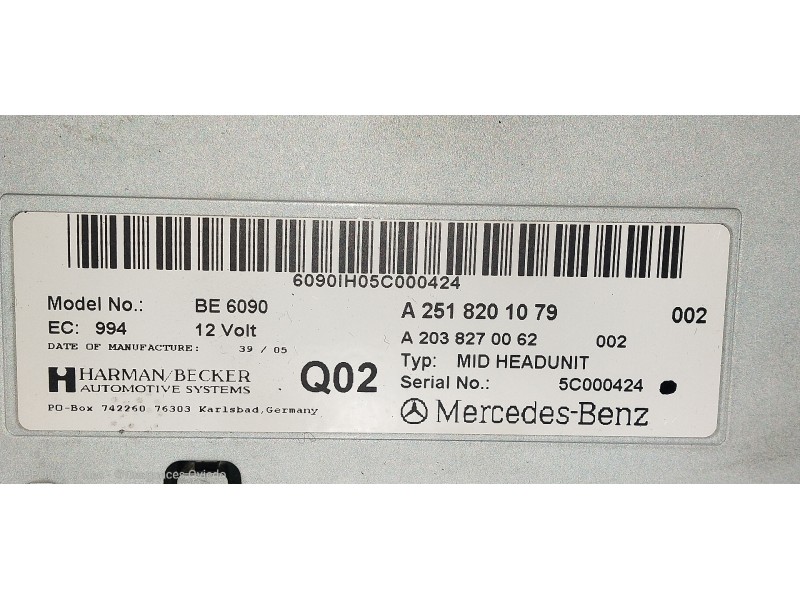 6090IH05C000424
Model No.: BE 6090 A 251 820 10 79 002
EC: 994 12 Volt A 203 827 00 62 002
DATE OF MANUFACTURE: 39 / 05 Typ: MID HEADUNIT
HARMAN/BECKER Q02 Serial No.: 5C000424
AUTOMOTIVE SYSTEMS
PO-Box 742260 76303 Karlsbad, Germany Mercedes-Benz
Oviedo